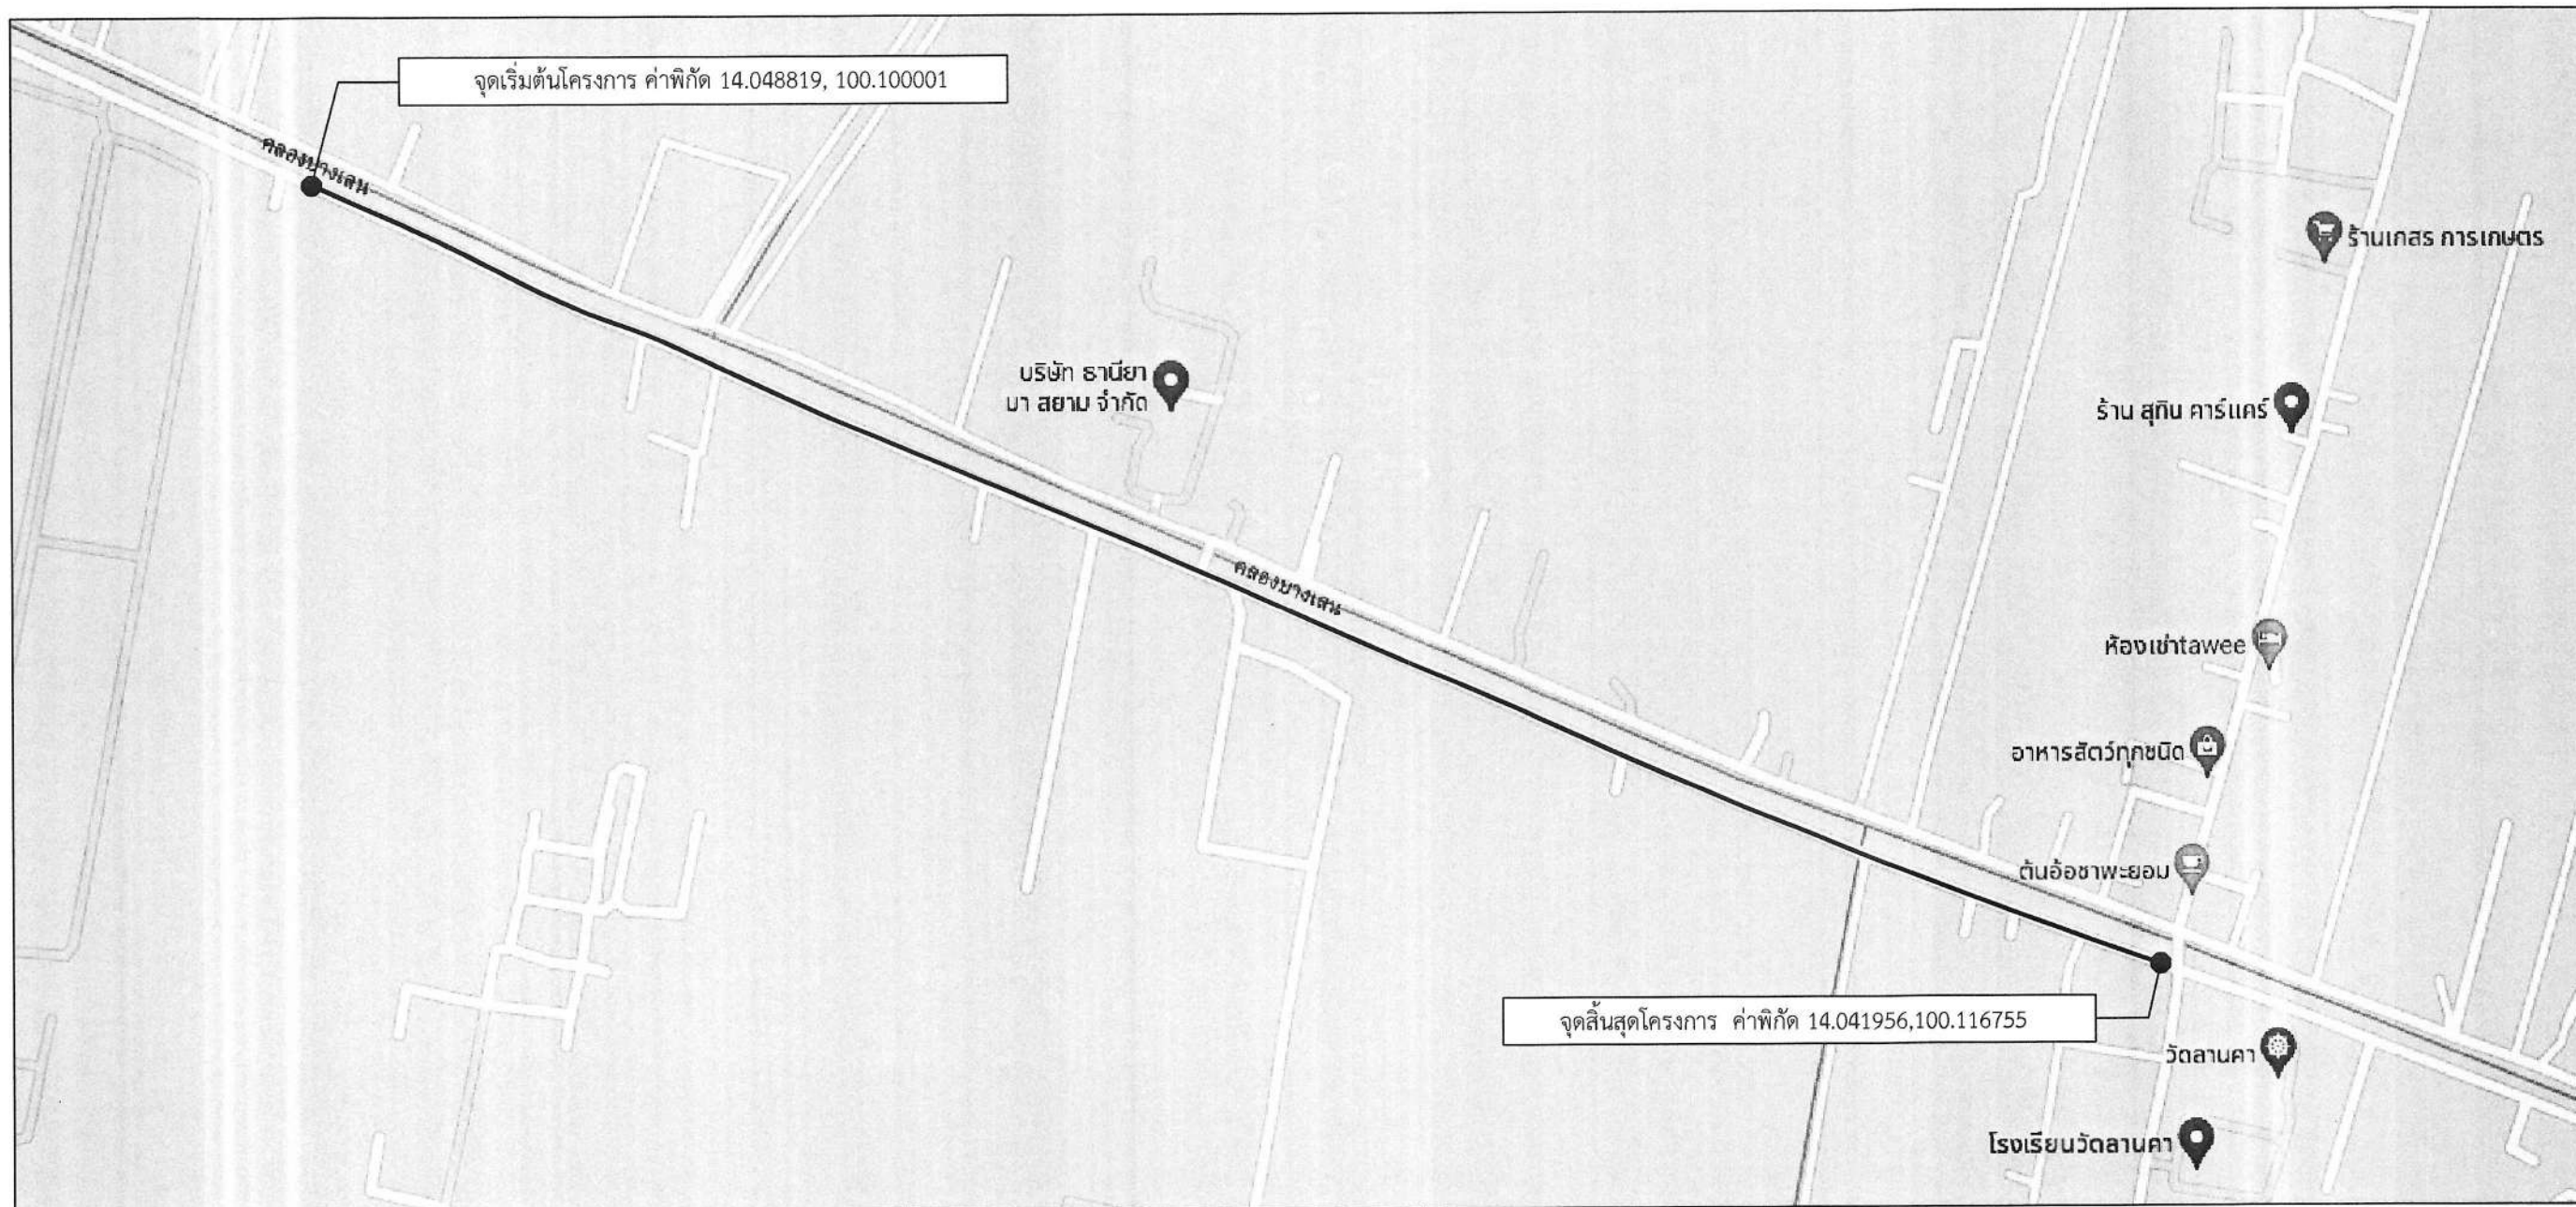 จุดเริ่มต้นโครงการ ค่าพิกัด 14.048819, 100.100001
คลองบางเลน
ร้านเกสร การเกษตร
บริษัท ธานียา
มา สยาม จำกัด
ร้าน สุทิน คาร์แคร์
คลองบางเลน
ห้องเช่าtawee
อาหารสัตว์ทุกชนิด
ต้นอ้อชาพะยอม
จุดสิ้นสุดโครงการ ค่าพิกัด 14.041956,100.116755
วัดลานคา
โรงเรียนวัดลานคา